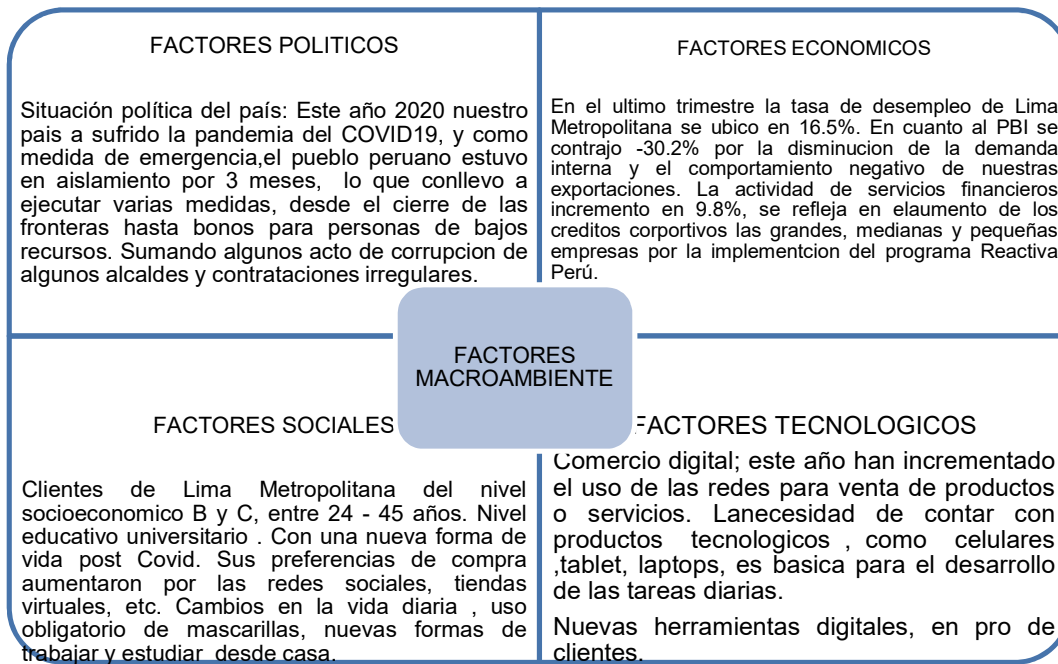 FACTORES POLITICOS
Situación política del país: Este año 2020 nuestro
pais a sufrido la pandemia del COVID19, y como
medida de emergencia,el pueblo peruano estuvo
en aislamiento por 3 meses, lo que conllevo a
ejecutar varias medidas, desde el cierre de las
fronteras hasta bonos para personas de bajos
recursos. Sumando algunos acto de corrupcion de
algunos alcaldes y contrataciones irregulares.
FACTORES ECONOMICOS
En el ultimo trimestre la tasa de desempleo de Lima
Metropolitana se ubico en 16.5%. En cuanto al PBI se
contrajo -30.2% por la disminucion de la demanda
interna y el comportamiento negativo de nuestras
exportaciones. La actividad de servicios financieros
incremento en 9.8%, se refleja en elaumento de los
creditos corportivos las grandes, medianas y pequeñas
empresas por la implementcion del programa Reactiva
Perú.
FACTORES
MACROAMBIENTE
FACTORES SOCIALES
Clientes de Lima Metropolitana del nivel
socioeconomico B y C, entre 24 - 45 años. Nivel
educativo universitario . Con una nueva forma de
vida post Covid. Sus preferencias de compra
aumentaron por las redes sociales, tiendas
virtuales, etc. Cambios en la vida diaria , uso
obligatorio de mascarillas, nuevas formas de
trabajar y estudiar desde casa.
FACTORES TECNOLOGICOS
Comercio digital; este año han incrementado
el uso de las redes para venta de productos
o servicios. Lanecesidad de contar con
productos tecnologicos , como celulares
,tablet, laptops, es basica para el desarrollo
de las tareas diarias.
Nuevas herramientas digitales, en pro de
clientes.